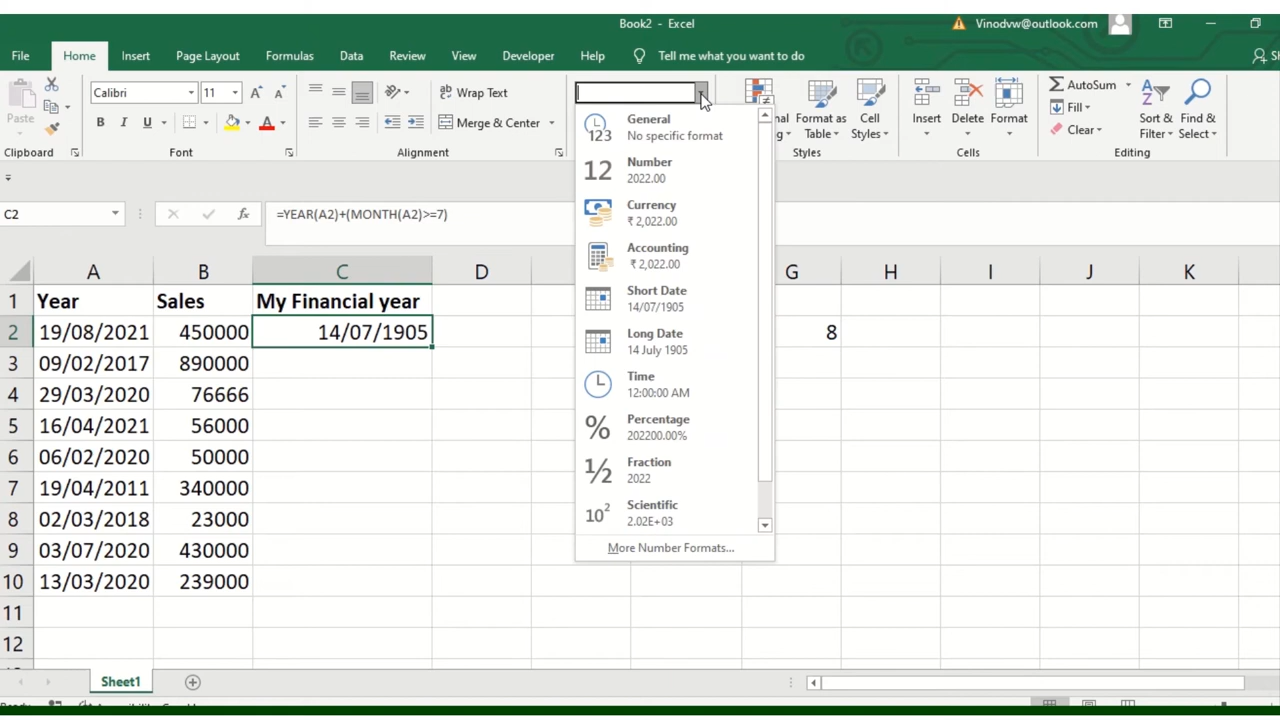 Book2 - Excel
Vinodvw@outlook.com
File Home Insert Page Layout Formulas Data Review View Developer Help Tell me what you want to do
Calibri 11 Wrap Text AutoSum
Paste Merge & Center Format as Cell Insert Delete Format Fill Sort & Find &
Table Styles Clear Filter Select
Clipboard Font Alignment Styles Cells Editing
C2 fx =YEAR(A2)+(MONTH(A2)>=7)
General
No specific format
Number
2022.00
Currency
₹ 2,022.00
Accounting
₹ 2,022.00
Short Date
14/07/1905
Long Date
14 July 1905
Time
12:00:00 AM
Percentage
202200.00%
Fraction
2022
Scientific
2.02E+03
More Number Formats...
A B C D G H I J K
1 Year Sales My Financial year
2 19/08/2021 450000 14/07/1905 8
3 09/02/2017 890000
4 29/03/2020 76666
5 16/04/2021 56000
6 06/02/2020 50000
7 19/04/2011 340000
8 02/03/2018 23000
9 03/07/2020 430000
10 13/03/2020 239000
11
12
Sheet1